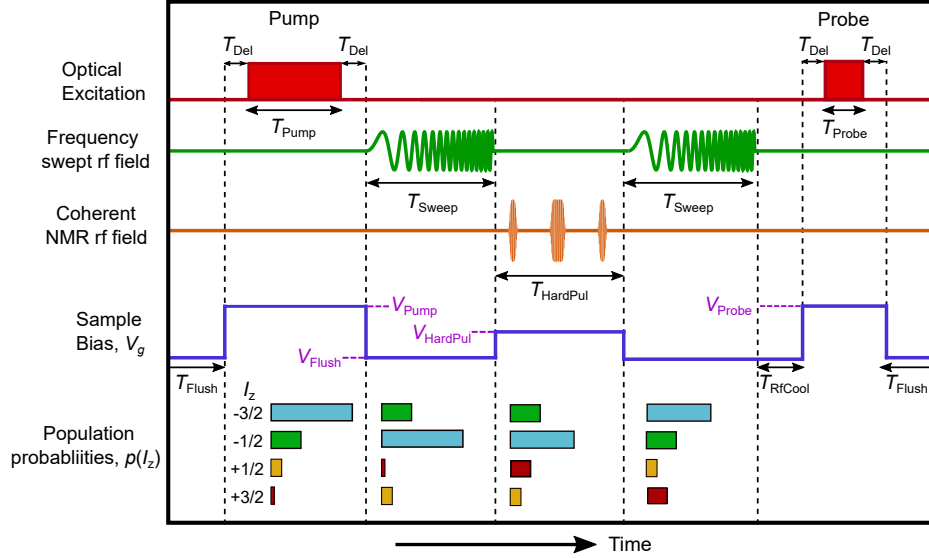 Pump
Probe
T_Del
T_Del
T_Del
T_Del
Optical
Excitation
T_Pump
T_Probe
Frequency
swept rf field
T_Sweep
T_Sweep
Coherent
NMR rf field
T_HardPul
V_Pump
V_Probe
Sample
Bias, V_g
V_HardPul
V_Flush
T_Flush
T_RfCool
T_Flush
I_z
-3/2
-1/2
+1/2
+3/2
Population
probabliities, p(I_z)
Time